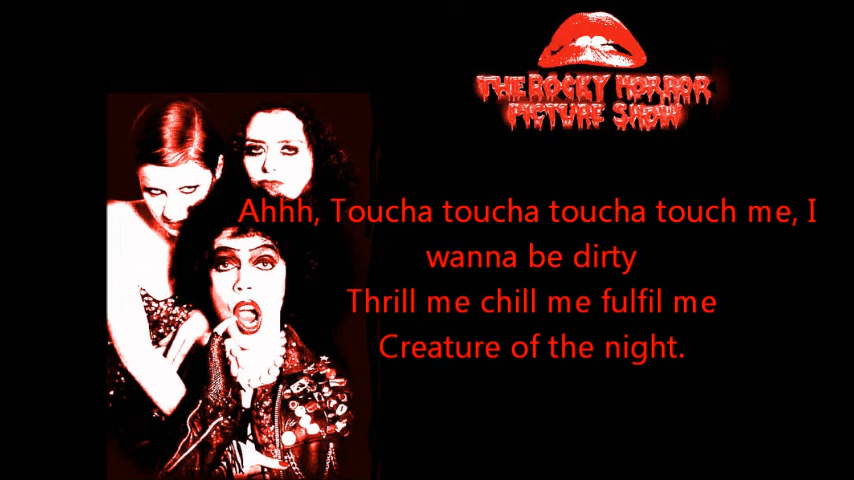 THE ROCKY HORROR
PICTURE SHOW
Ahhh, Toucha toucha toucha touch me, I
wanna be dirty
Thrill me chill me fulfil me
Creature of the night.